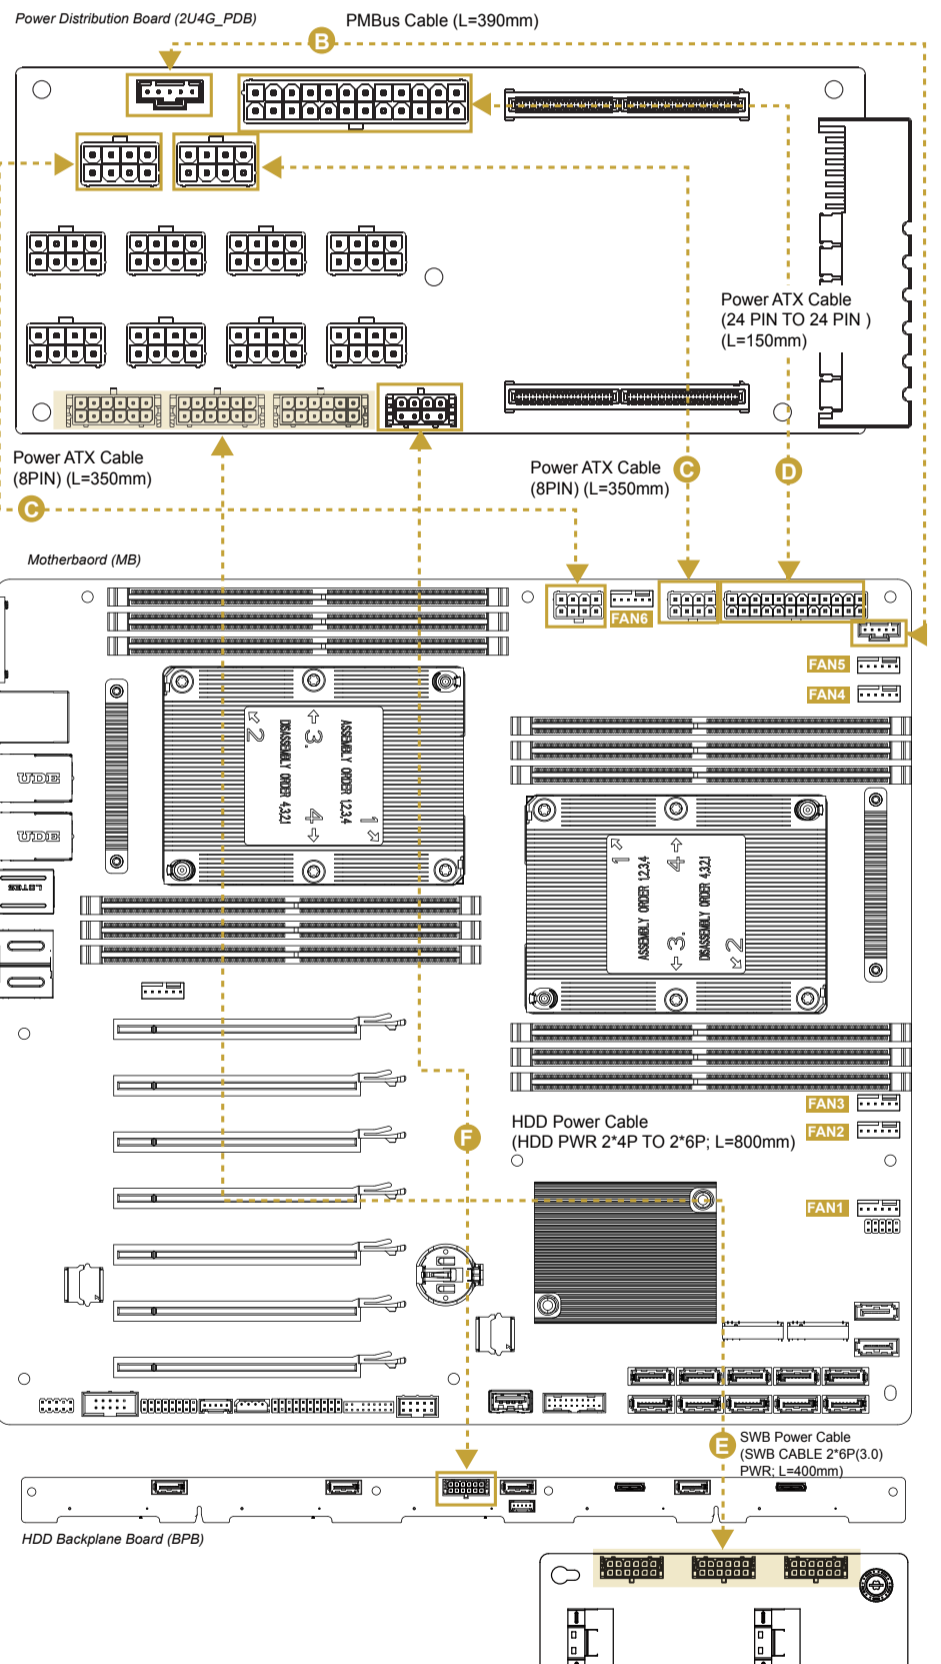 Power Distribution Board (2U4G_PDB)
PMBus Cable (L=390mm)
B
Power ATX Cable
(24 PIN TO 24 PIN )
(L=150mm)
Power ATX Cable
(8PIN) (L=350mm)
Power ATX Cable
(8PIN) (L=350mm)
C
D
C
Motherbaord (MB)
FAN6
FAN5
FAN4
2
DISASSEMBLY ORDER 4,3,2,1
3.
4
ASSEMBLY ORDER 1,2,3,4
1
UDE
UDE
LOTES
1
ASSEMBLY ORDER 1,2,3,4
4
3.
DISASSEMBLY ORDER 4,3,2,1
2
FAN3
HDD Power Cable
(HDD PWR 2*4P TO 2*6P; L=800mm)
FAN2
F
FAN1
E
SWB Power Cable
(SWB CABLE 2*6P(3.0)
PWR; L=400mm)
HDD Backplane Board (BPB)